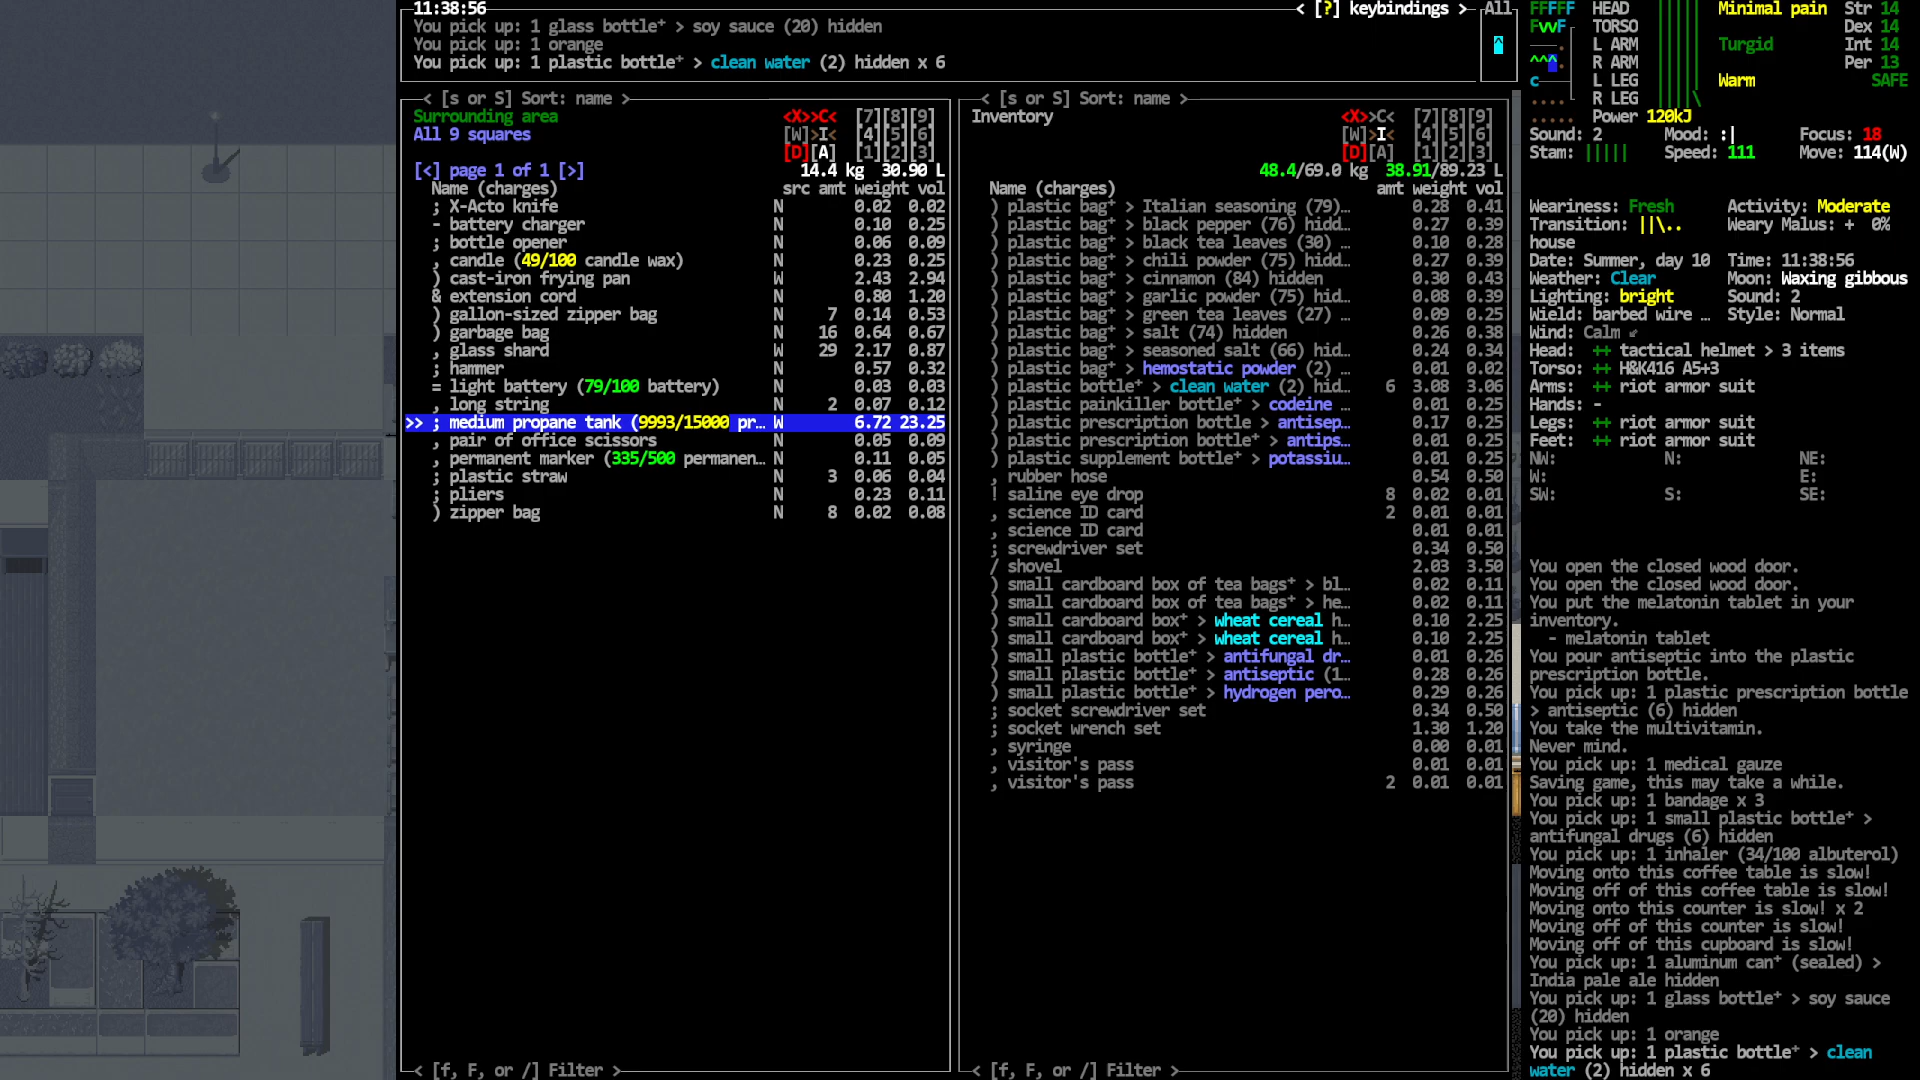 11:38:56
< [?] keybindings >
All
You pick up: 1 glass bottle⁺ > soy sauce (20) hidden
You pick up: 1 orange
You pick up: 1 plastic bottle⁺ > clean water (2) hidden x 6
< [s or S] Sort: name >
Surrounding area
All 9 squares
<X>>C< [7][8][9]
[W]>I< [4][5][6]
[D][A] [1][2][3]
[<] page 1 of 1 [>]
14.4 kg 30.90 L
Name (charges) src amt weight vol
; X-Acto knife N 0.02 0.02
- battery charger N 0.10 0.25
; bottle opener N 0.06 0.09
, candle (49/100 candle wax) N 0.23 0.25
) cast-iron frying pan W 2.43 2.94
& extension cord N 0.80 1.20
) gallon-sized zipper bag N 7 0.14 0.53
) garbage bag N 16 0.64 0.67
, glass shard W 29 2.17 0.87
; hammer N 0.57 0.32
= light battery (79/100 battery) N 0.03 0.03
, long string N 2 0.07 0.12
>> ; medium propane tank (9993/15000 pr… W 6.72 23.25
, pair of office scissors N 0.05 0.09
, permanent marker (335/500 permanen… N 0.11 0.05
; plastic straw N 3 0.06 0.04
; pliers N 0.23 0.11
) zipper bag N 8 0.02 0.08
< [f, F, or /] Filter >
< [s or S] Sort: name >
Inventory
<X>>C< [7][8][9]
[W]>I< [4][5][6]
[D][A] [1][2][3]
48.4/69.0 kg 38.91/89.23 L
Name (charges) amt weight vol
) plastic bag⁺ > Italian seasoning (79)… 0.28 0.41
) plastic bag⁺ > black pepper (76) hidd… 0.27 0.39
) plastic bag⁺ > black tea leaves (30) … 0.10 0.28
) plastic bag⁺ > chili powder (75) hidd… 0.27 0.39
) plastic bag⁺ > cinnamon (84) hidden 0.30 0.43
) plastic bag⁺ > garlic powder (75) hid… 0.08 0.39
) plastic bag⁺ > green tea leaves (27) … 0.09 0.25
) plastic bag⁺ > salt (74) hidden 0.26 0.38
) plastic bag⁺ > seasoned salt (66) hid… 0.24 0.34
) plastic bag⁺ > hemostatic powder (2) … 0.01 0.02
) plastic bottle⁺ > clean water (2) hid… 6 3.08 3.06
) plastic painkiller bottle⁺ > codeine … 0.01 0.25
) plastic prescription bottle > antisep… 0.17 0.25
) plastic prescription bottle⁺ > antips… 0.01 0.25
) plastic supplement bottle⁺ > potassiu… 0.01 0.25
, rubber hose 0.54 0.50
! saline eye drop 8 0.02 0.01
, science ID card 2 0.01 0.01
, science ID card 0.01 0.01
; screwdriver set 0.34 0.50
/ shovel 2.03 3.50
) small cardboard box of tea bags⁺ > bl… 0.02 0.11
) small cardboard box of tea bags⁺ > he… 0.02 0.11
) small cardboard box⁺ > wheat cereal h… 0.10 2.25
) small cardboard box⁺ > wheat cereal h… 0.10 2.25
) small plastic bottle⁺ > antifungal dr… 0.01 0.26
) small plastic bottle⁺ > antiseptic (1… 0.28 0.26
) small plastic bottle⁺ > hydrogen pero… 0.29 0.26
; socket screwdriver set 0.34 0.50
; socket wrench set 1.30 1.20
, syringe 0.00 0.01
, visitor's pass 0.01 0.01
, visitor's pass 2 0.01 0.01
< [f, F, or /] Filter >
FFFFF HEAD Minimal pain Str 14
FvvF TORSO Dex 14
L ARM Turgid Int 14
^^^ R ARM Per 13
c L LEG Warm SAFE
.... R LEG
..... Power 120kJ
Sound: 2 Mood: :| Focus: 18
Stam: ||||| Speed: 111 Move: 114(W)
Weariness: Fresh Activity: Moderate
Transition: ||\.. Weary Malus: + 0%
house
Date: Summer, day 10 Time: 11:38:56
Weather: Clear Moon: Waxing gibbous
Lighting: bright Sound: 2
Wield: barbed wire … Style: Normal
Wind: Calm ↙
Head: ++ tactical helmet > 3 items
Torso: ++ H&K416 A5+3
Arms: ++ riot armor suit
Hands: -
Legs: ++ riot armor suit
Feet: ++ riot armor suit
NW: N: NE:
W: E:
SW: S: SE:
You open the closed wood door.
You open the closed wood door.
You put the melatonin tablet in your
inventory.
- melatonin tablet
You pour antiseptic into the plastic
prescription bottle.
You pick up: 1 plastic prescription bottle
> antiseptic (6) hidden
You take the multivitamin.
Never mind.
You pick up: 1 medical gauze
Saving game, this may take a while.
You pick up: 1 bandage x 3
You pick up: 1 small plastic bottle⁺ >
antifungal drugs (6) hidden
You pick up: 1 inhaler (34/100 albuterol)
Moving onto this coffee table is slow!
Moving off of this coffee table is slow!
Moving onto this counter is slow! x 2
Moving off of this counter is slow!
Moving off of this cupboard is slow!
You pick up: 1 aluminum can⁺ (sealed) >
India pale ale hidden
You pick up: 1 glass bottle⁺ > soy sauce
(20) hidden
You pick up: 1 orange
You pick up: 1 plastic bottle⁺ > clean
water (2) hidden x 6